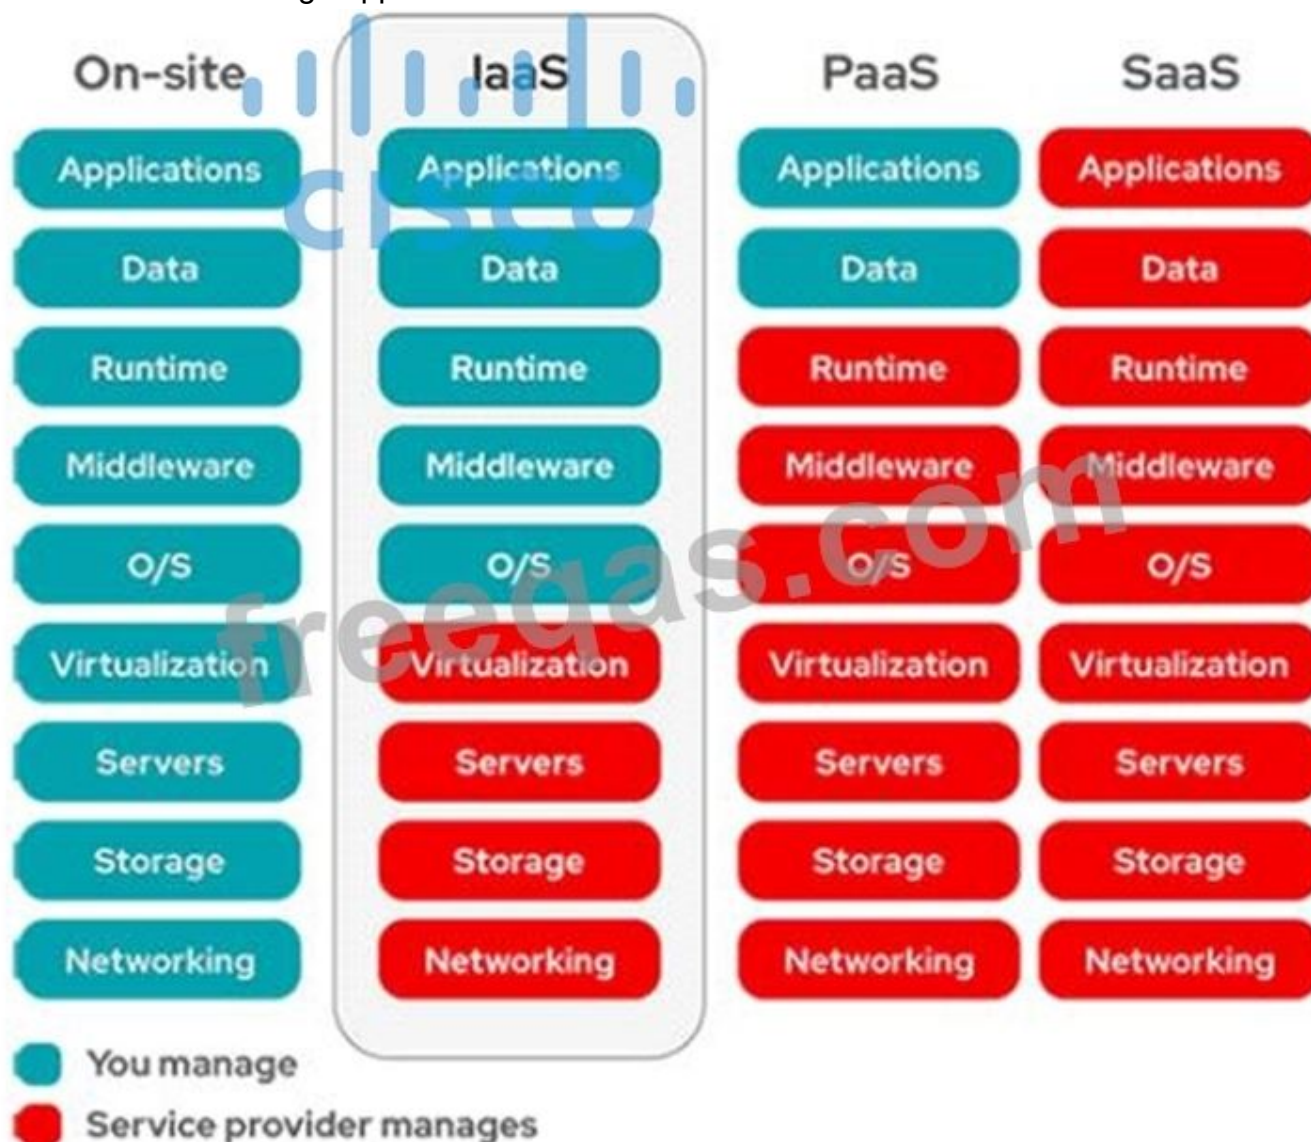 On-site IaaS PaaS SaaS
Applications Applications Applications Applications
cisco
Data Data Data Data
Runtime Runtime Runtime Runtime
Middleware Middleware Middleware Middleware
O/S O/S O/S O/S
freeqas.com
Virtualization Virtualization Virtualization Virtualization
Servers Servers Servers Servers
Storage Storage Storage Storage
Networking Networking Networking Networking
You manage
Service provider manages